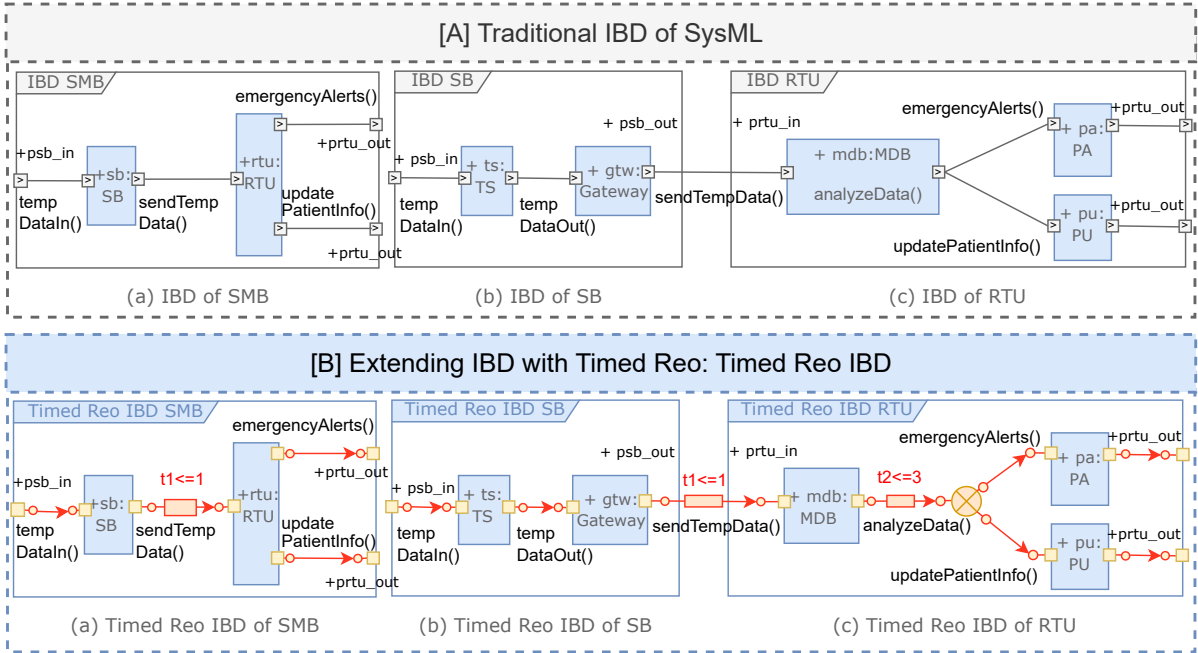 [A] Traditional IBD of SysML
IBD SMB
emergencyAlerts()
+prtu_out
+psb_in
+sb:
SB
+rtu:
RTU
temp
DataIn()
sendTemp
Data()
update
PatientInfo()
+prtu_out
(a) IBD of SMB
IBD SB
+ psb_out
+ psb_in
+ ts:
TS
+ gtw:
Gateway
temp
DataIn()
temp
DataOut()
sendTempData()
(b) IBD of SB
IBD RTU
+ prtu_in
emergencyAlerts()
+prtu_out
+ pa:
PA
+ mdb:MDB
analyzeData()
+prtu_out
+ pu:
PU
updatePatientInfo()
(c) IBD of RTU
[B] Extending IBD with Timed Reo: Timed Reo IBD
Timed Reo IBD SMB
emergencyAlerts()
+prtu_out
+psb_in
t1<=1
+sb:
SB
+rtu:
RTU
temp
DataIn()
sendTemp
Data()
update
PatientInfo()
+prtu_out
(a) Timed Reo IBD of SMB
Timed Reo IBD SB
+ psb_out
+ psb_in
+ ts:
TS
+ gtw:
Gateway
t1<=1
temp
DataIn()
temp
DataOut()
sendTempData()
(b) Timed Reo IBD of SB
Timed Reo IBD RTU
+ prtu_in
emergencyAlerts()
+prtu_out
+ pa:
PA
t2<=3
+ mdb:
MDB
analyzeData()
+prtu_out
+ pu:
PU
updatePatientInfo()
(c) Timed Reo IBD of RTU